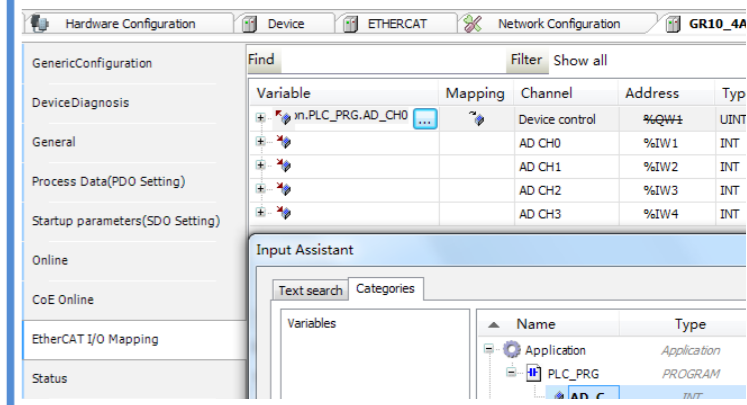 Hardware Configuration Device ETHERCAT Network Configuration GR10_4A
GenericConfiguration
DeviceDiagnosis
General
Process Data(PDO Setting)
Startup parameters(SDO Setting)
Online
CoE Online
EtherCAT I/O Mapping
Status
Find Filter Show all
Variable Mapping Channel Address Typ
on.PLC_PRG.AD_CH0 ... Device control %QW1 UINT
AD CH0 %IW1 INT
AD CH1 %IW2 INT
AD CH2 %IW3 INT
AD CH3 %IW4 INT
Input Assistant
Text search Categories
Variables
Name Type
Application Application
PLC_PRG PROGRAM
AD_C INT